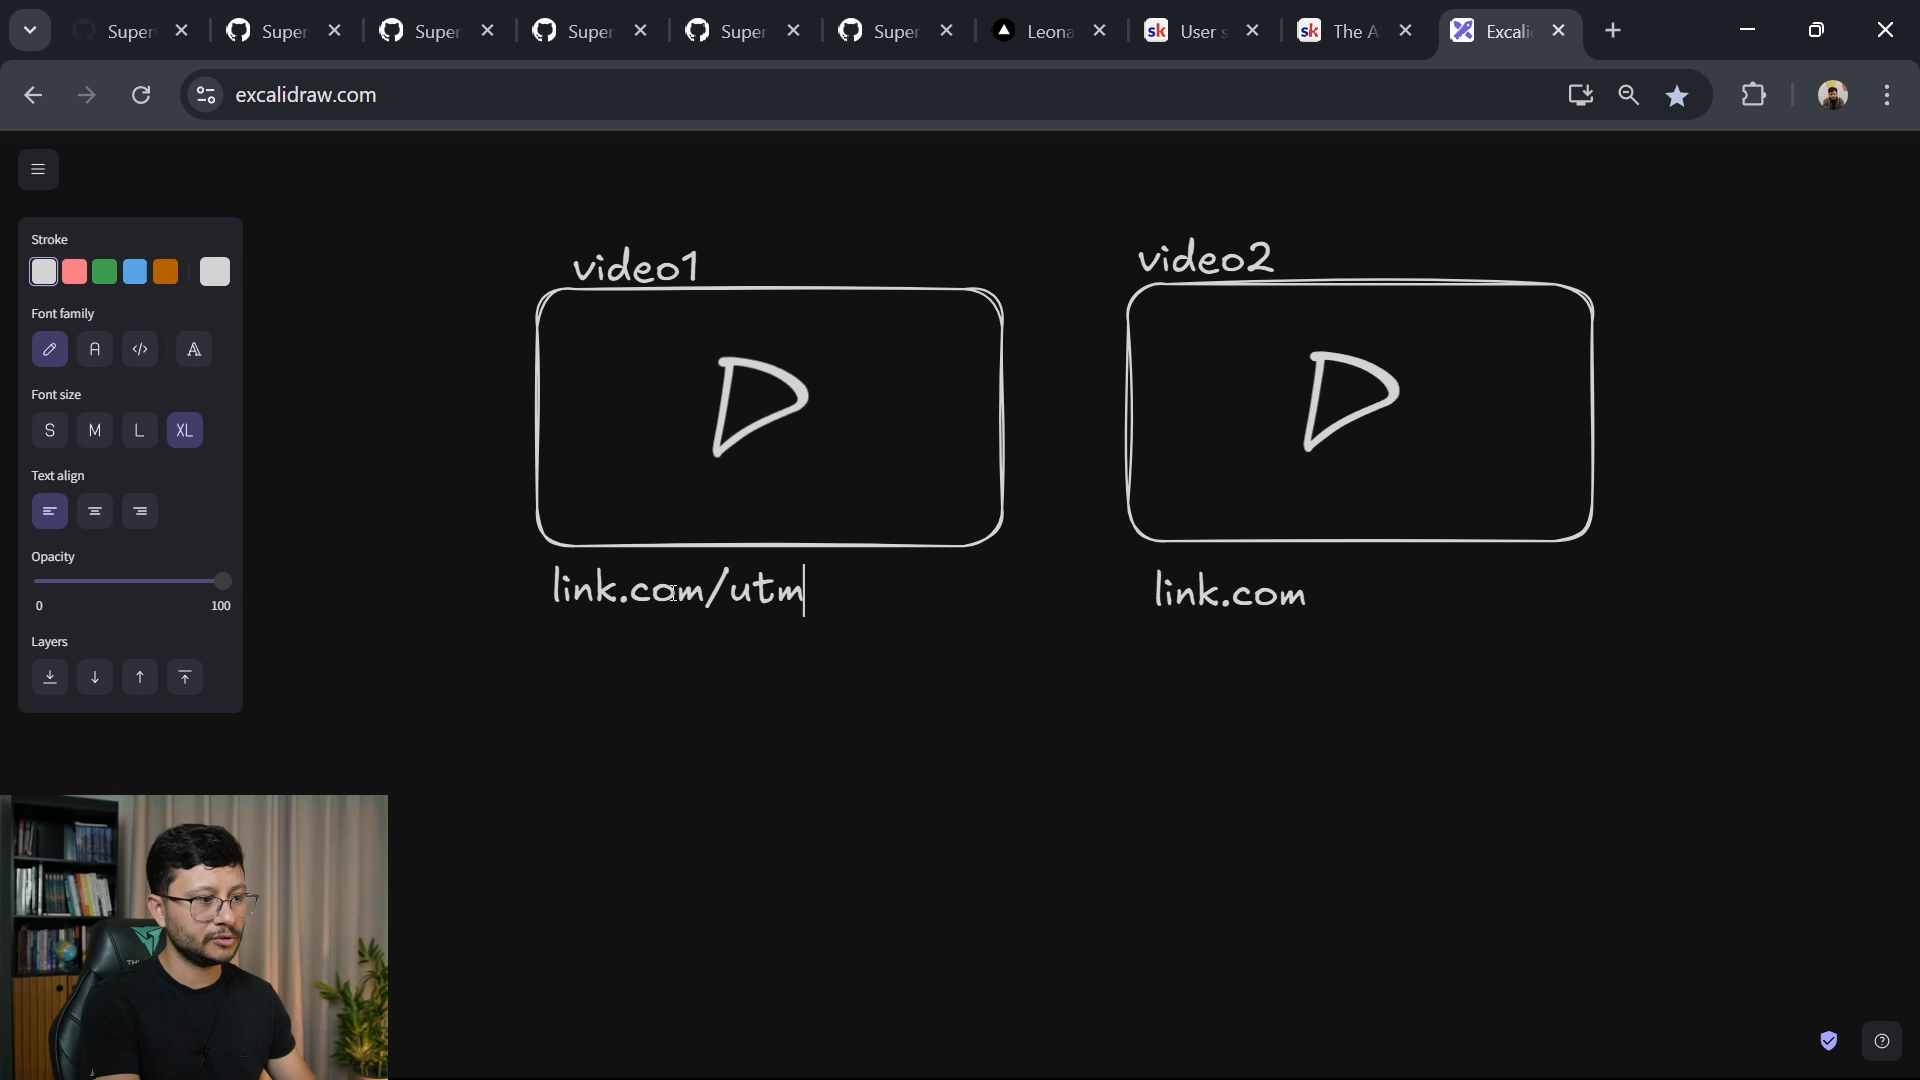 Super
Super
Super
Super
Super
Super
Leona
User s
The A
Excali
excalidraw.com
Stroke
Font family
Font size
S M L XL
Text align
Opacity
0 100
Layers
video1
video2
link.com/utm
link.com